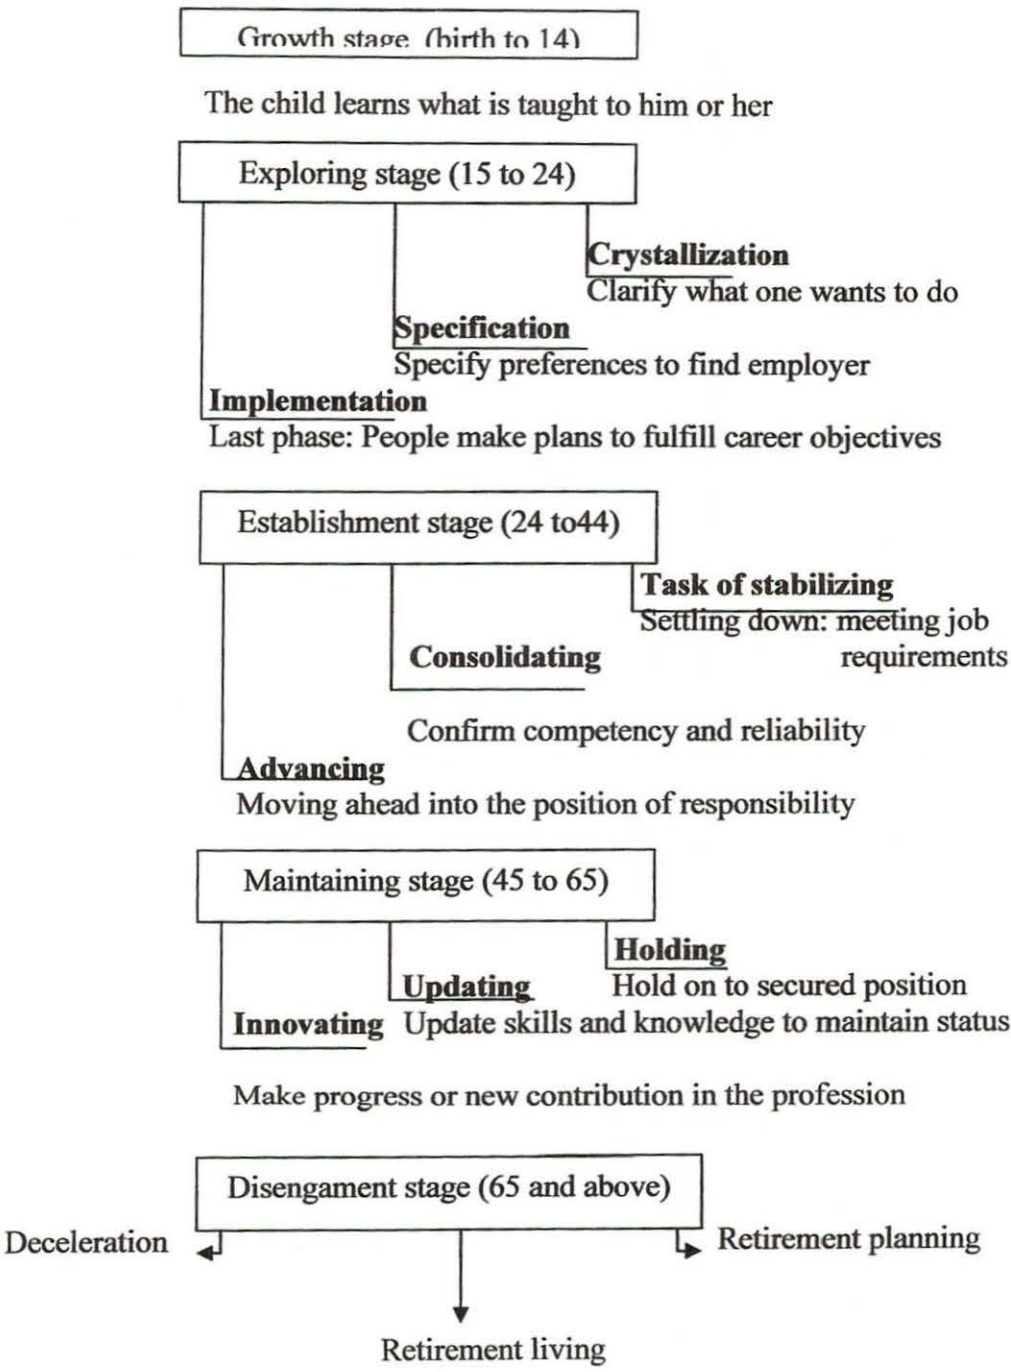 Growth stage (birth to 14)
The child learns what is taught to him or her
Exploring stage (15 to 24)
Crystallization
Clarify what one wants to do
Specification
Specify preferences to find employer
Implementation
Last phase: People make plans to fulfill career objectives
Establishment stage (24 to44)
Task of stabilizing
Settling down: meeting job
requirements
Consolidating
Confirm competency and reliability
Advancing
Moving ahead into the position of responsibility
Maintaining stage (45 to 65)
Holding
Hold on to secured position
Updating
Innovating Update skills and knowledge to maintain status
Make progress or new contribution in the profession
Disengament stage (65 and above)
Deceleration
Retirement planning
Retirement living